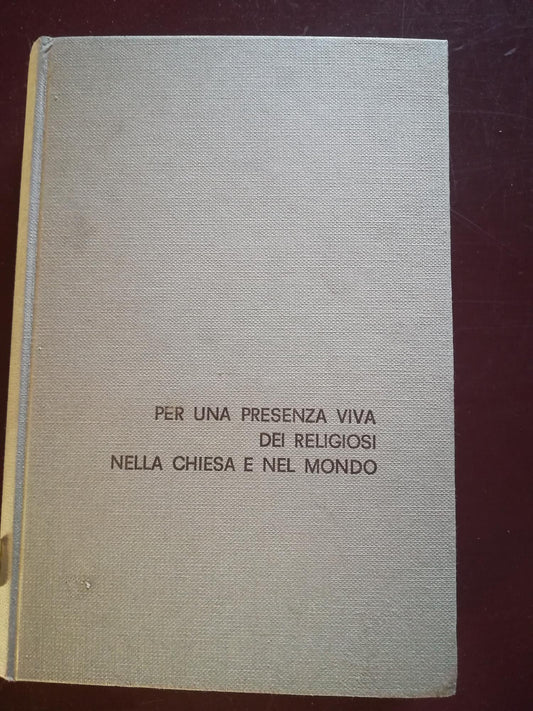 PER UNA PRESENZA VIVA
DEI RELIGIOSI
NELLA CHIESA E NEL MONDO